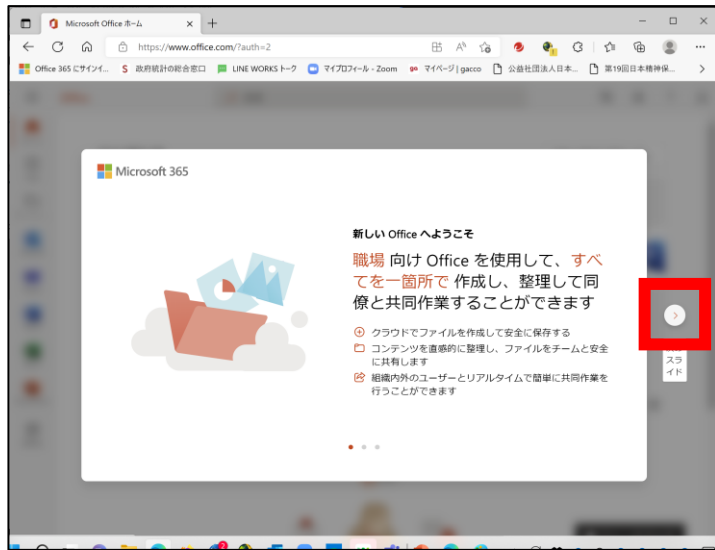 Microsoft Office ホーム
https://www.office.com/?auth=2
Office 365 にサインイ... 政府統計の総合窓口 LINE WORKS トーク マイプロフィール - Zoom go マイページ | gacco 公益社団法人日本... 第19回日本精神保...
Microsoft 365
新しい Office へようこそ
職場 向け Office を使用して、すべ
てを一箇所で 作成し、整理して同
僚と共同作業することができます
クラウドでファイルを作成して安全に保存する
コンテンツを直感的に整理し、ファイルをチームと安全
に共有します
組織内外のユーザーとリアルタイムで簡単に共同作業を
行うことができます
スラ
イド